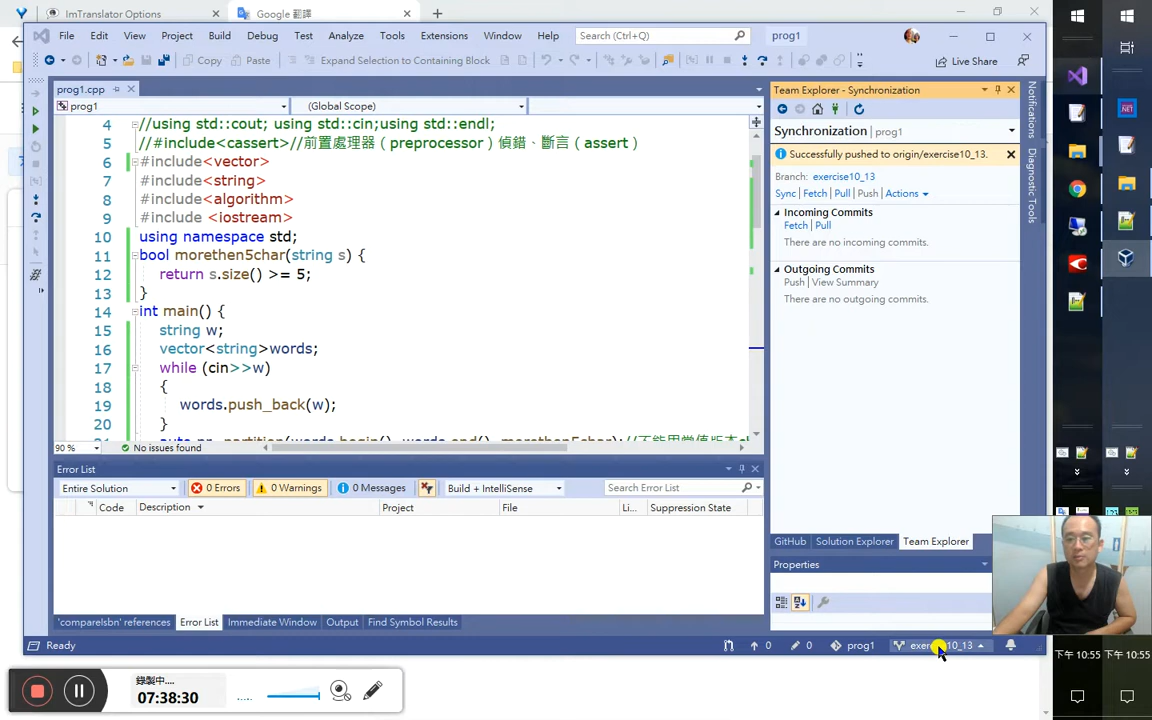 ImTranslator Options
Google 翻譯
File Edit View Project Build Debug Test Analyze Tools Extensions Window Help Search (Ctrl+Q) prog1
Copy Paste Expand Selection to Containing Block Live Share
prog1.cpp
prog1 (Global Scope)
4 //using std::cout; using std::cin;using std::endl;
5 //#include<cassert>//前置處理器（preprocessor）偵錯、斷言（assert）
6 #include<vector>
7 #include<string>
8 #include<algorithm>
9 #include <iostream>
10 using namespace std;
11 bool morethen5char(string s) {
12 return s.size() >= 5;
13 }
14 int main() {
15 string w;
16 vector<string>words;
17 while (cin>>w)
18 {
19 words.push_back(w);
20 }
90 % No issues found
Team Explorer - Synchronization
Synchronization | prog1
Successfully pushed to origin/exercise10_13.
Branch: exercise10_13
Sync | Fetch | Pull | Push | Actions
Incoming Commits
Fetch | Pull
There are no incoming commits.
Outgoing Commits
Push | View Summary
There are no outgoing commits.
Notifications
Diagnostic Tools
Error List
Entire Solution 0 Errors 0 Warnings 0 Messages Build + IntelliSense Search Error List
Code Description Project File Li... Suppression State
GitHub Solution Explorer Team Explorer
Properties
'compareIsbn' references Error List Immediate Window Output Find Symbol Results
Ready 0 0 prog1
下午 10:55 下午 10:55
錄製中....
07:38:30